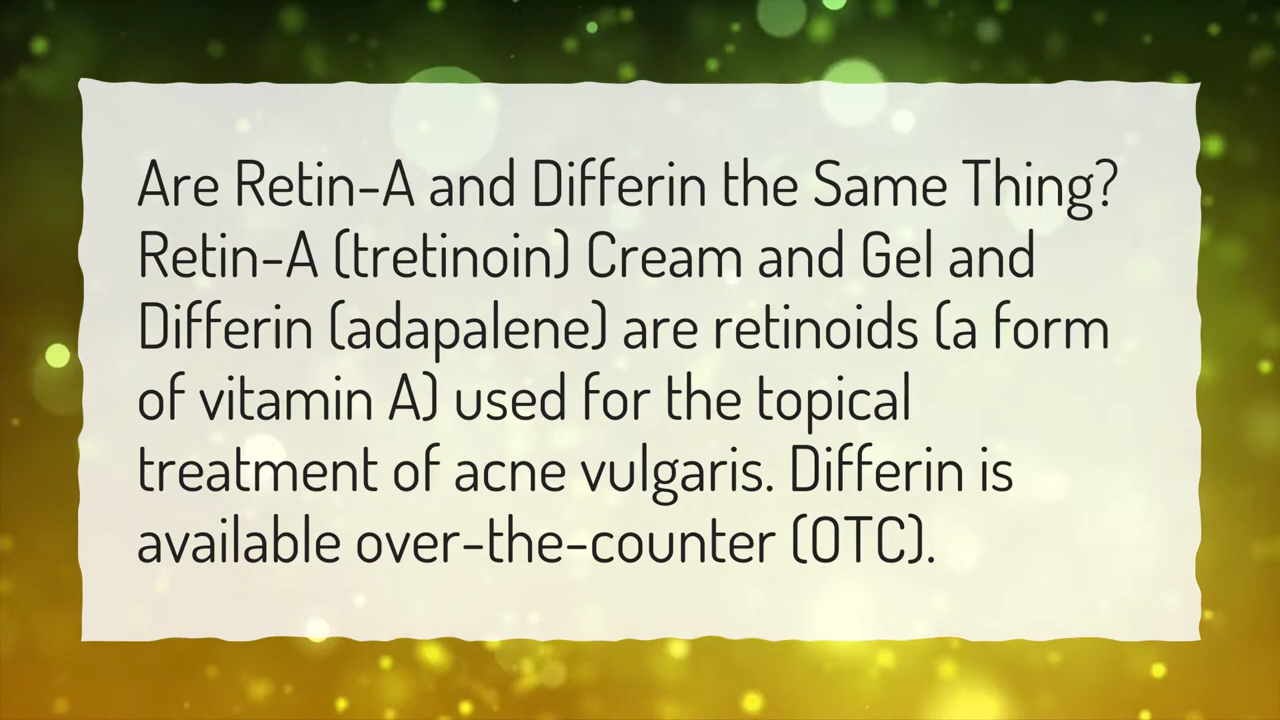 Are Retin-A and Differin the Same Thing?
Retin-A (tretinoin) Cream and Gel and
Differin (adapalene) are retinoids (a form
of vitamin A) used for the topical
treatment of acne vulgaris. Differin is
available over-the-counter (OTC).